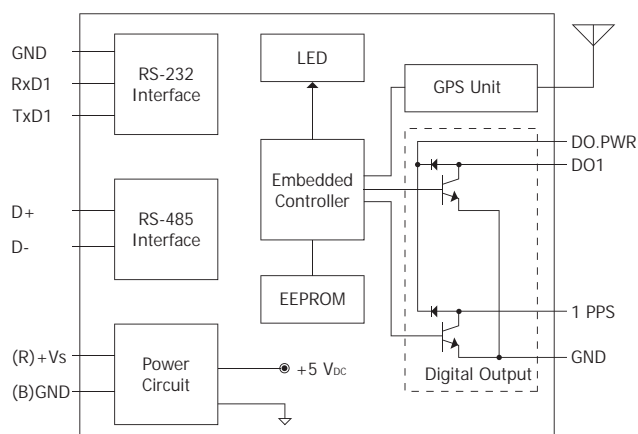 GND
RxD1
TxD1
RS-232
Interface
LED
GPS Unit
DO.PWR
DO1
Embedded
Controller
D+
D-
RS-485
Interface
EEPROM
1 PPS
GND
Digital Output
(R)+Vs
(B)GND
Power
Circuit
+5 VDC